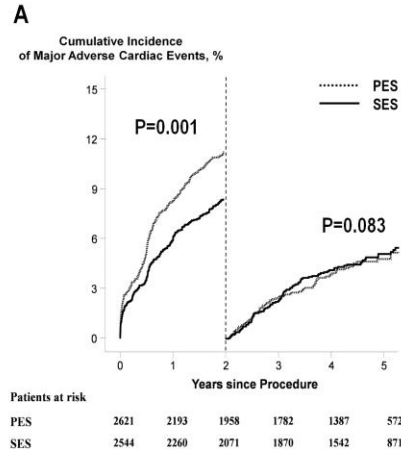 A
Cumulative Incidence
of Major Adverse Cardiac Events, %
15
PES
SES
P=0.001
12
9
P=0.083
6
3
0
0 1 2 3 4 5
Years since Procedure
Patients at risk
PES 2621 2193 1958 1782 1387 572
SES 2544 2260 2071 1870 1542 871